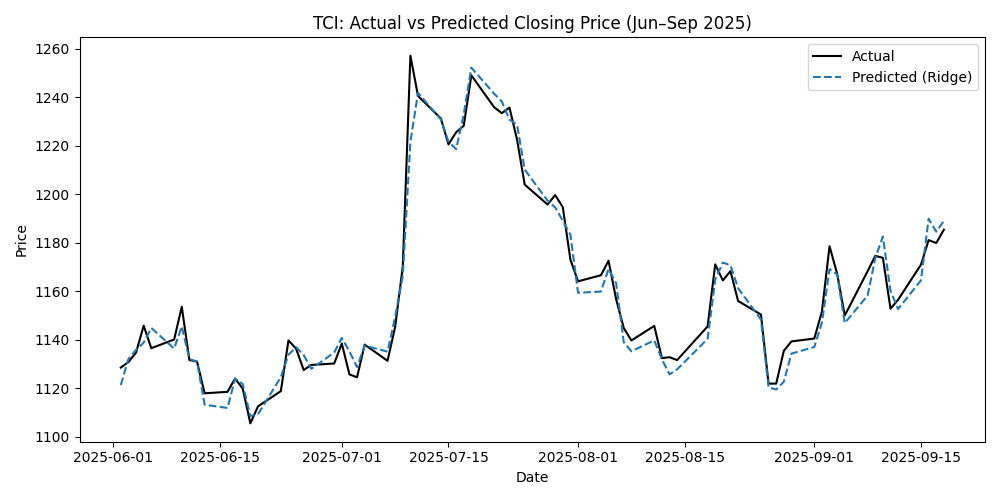 TCI: Actual vs Predicted Closing Price (Jun–Sep 2025)
Actual
Predicted (Ridge)
Price
1260
1240
1220
1200
1180
1160
1140
1120
1100
2025-06-01 2025-06-15 2025-07-01 2025-07-15 2025-08-01 2025-08-15 2025-09-01 2025-09-15
Date